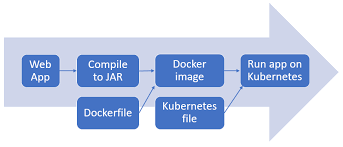 Web
App
Compile
to JAR
Docker
image
Run app on
Kubernetes
Dockerfile
Kubernetes
file